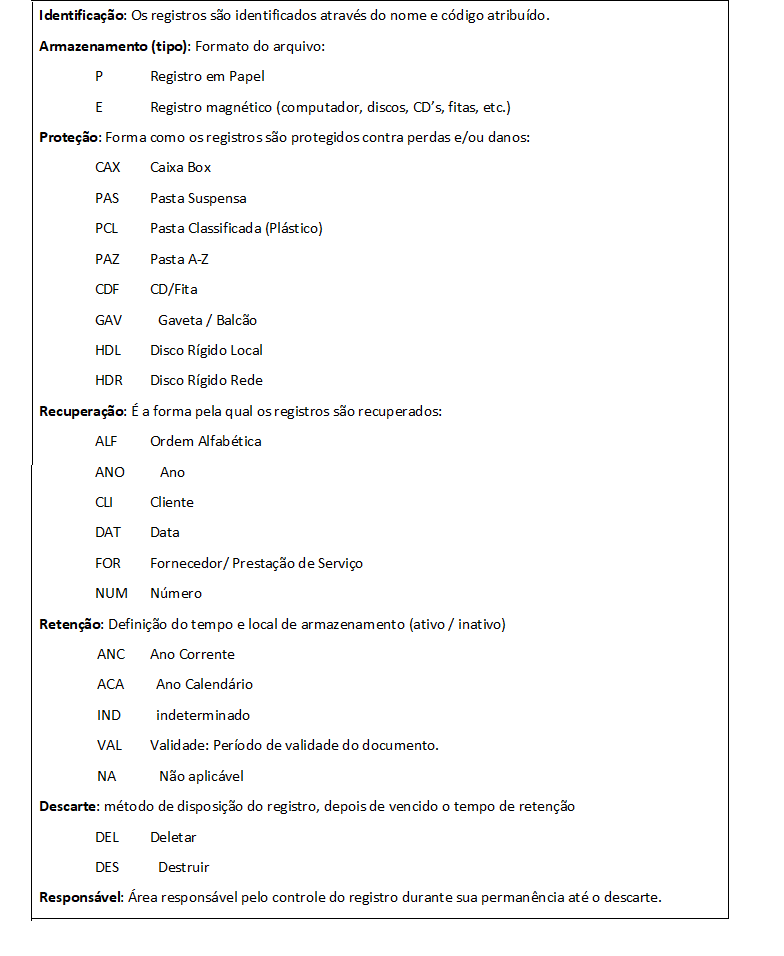 Identificação: Os registros são identificados através do nome e código atribuído.
Armazenamento (tipo): Formato do arquivo:
P Registro em Papel
E Registro magnético (computador, discos, CD's, fitas, etc.)
Proteção: Forma como os registros são protegidos contra perdas e/ou danos:
CAX Caixa Box
PAS Pasta Suspensa
PCL Pasta Classificada (Plástico)
PAZ Pasta A-Z
CDF CD/Fita
GAV Gaveta / Balcão
HDL Disco Rígido Local
HDR Disco Rígido Rede
Recuperação: É a forma pela qual os registros são recuperados:
ALF Ordem Alfabética
ANO Ano
CLI Cliente
DAT Data
FOR Fornecedor/ Prestação de Serviço
NUM Número
Retenção: Definição do tempo e local de armazenamento (ativo / inativo)
ANC Ano Corrente
ACA Ano Calendário
IND indeterminado
VAL Validade: Período de validade do documento.
NA Não aplicável
Descarte: método de disposição do registro, depois de vencido o tempo de retenção
DEL Deletar
DES Destruir
Responsável: Área responsável pelo controle do registro durante sua permanência até o descarte.